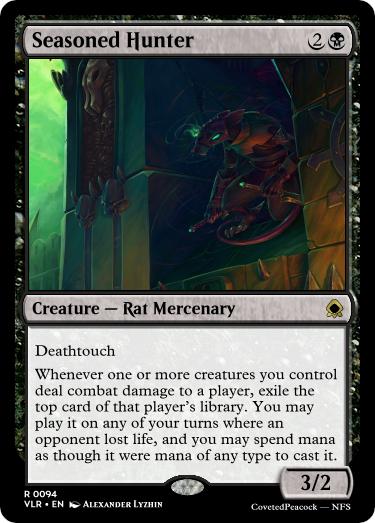 Seasoned Hunter
2
Creature — Rat Mercenary
Deathtouch
Whenever one or more creatures you control
deal combat damage to a player, exile the
top card of that player's library. You may
play it on any of your turns where an
opponent lost life, and you may spend mana
as though it were mana of any type to cast it.
3/2
R 0094
VLR • EN Alexander Lyzhin
CovetedPeacock — NFS